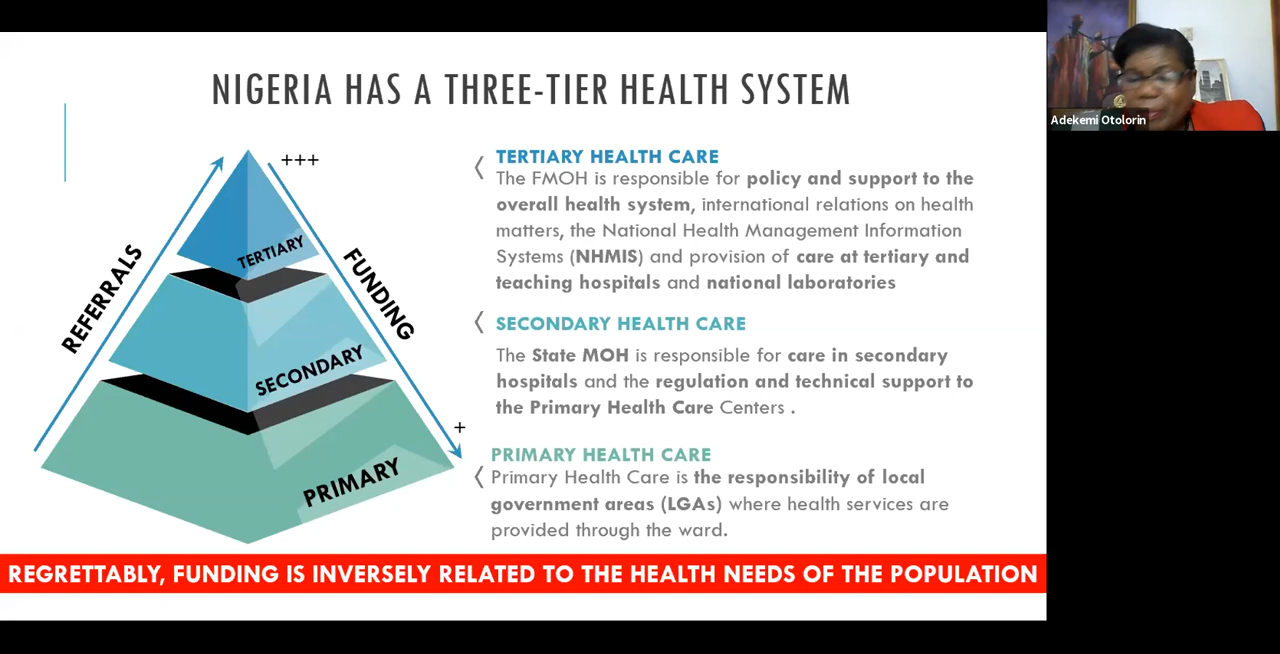 NIGERIA HAS A THREE-TIER HEALTH SYSTEM
Adekemi Otolorin
+++
REFERRALS
FUNDING
TERTIARY
SECONDARY
PRIMARY
+
TERTIARY HEALTH CARE
The FMOH is responsible for policy and support to the
overall health system, international relations on health
matters, the National Health Management Information
Systems (NHMIS) and provision of care at tertiary and
teaching hospitals and national laboratories
SECONDARY HEALTH CARE
The State MOH is responsible for care in secondary
hospitals and the regulation and technical support to
the Primary Health Care Centers .
PRIMARY HEALTH CARE
Primary Health Care is the responsibility of local
government areas (LGAs) where health services are
provided through the ward.
REGRETTABLY, FUNDING IS INVERSELY RELATED TO THE HEALTH NEEDS OF THE POPULATION